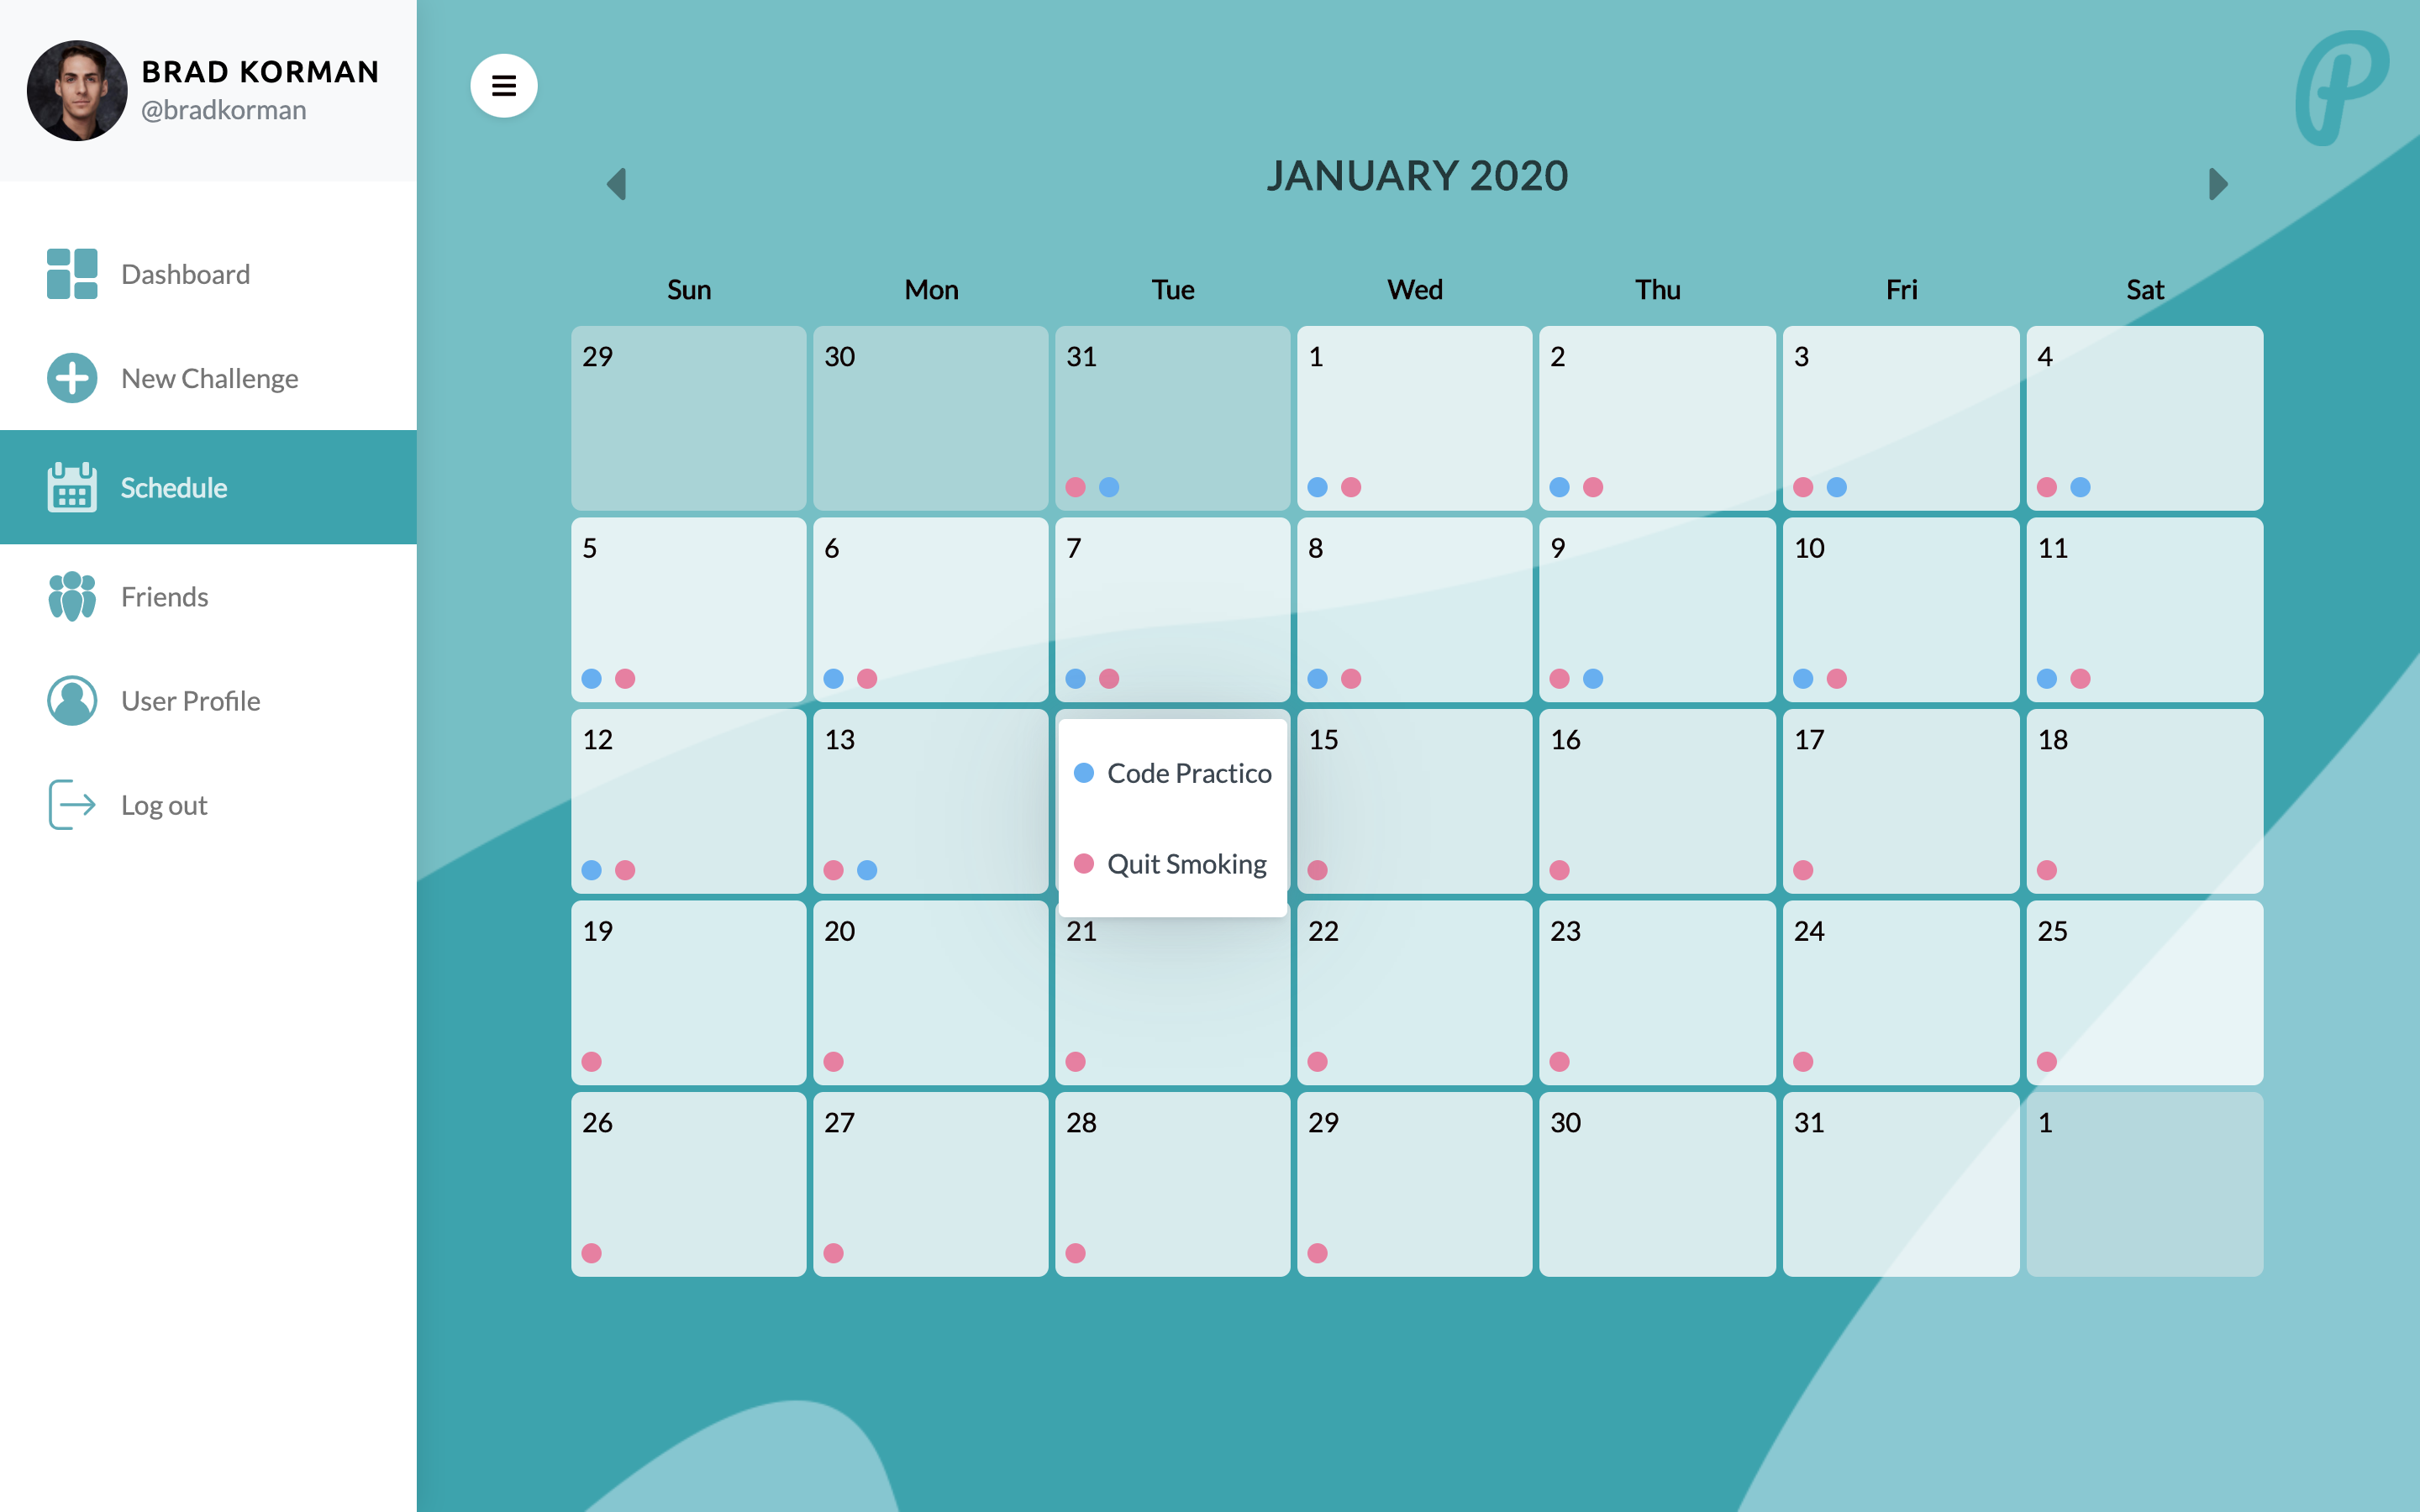 BRAD KORMAN
@bradkorman
Dashboard
New Challenge
Schedule
Friends
User Profile
Log out
P
JANUARY 2020
Sun Mon Tue Wed Thu Fri Sat
29 30 31 1 2 3 4
5 6 7 8 9 10 11
12 13 15 16 17 18
Code Practico
Quit Smoking
19 20 21 22 23 24 25
26 27 28 29 30 31 1